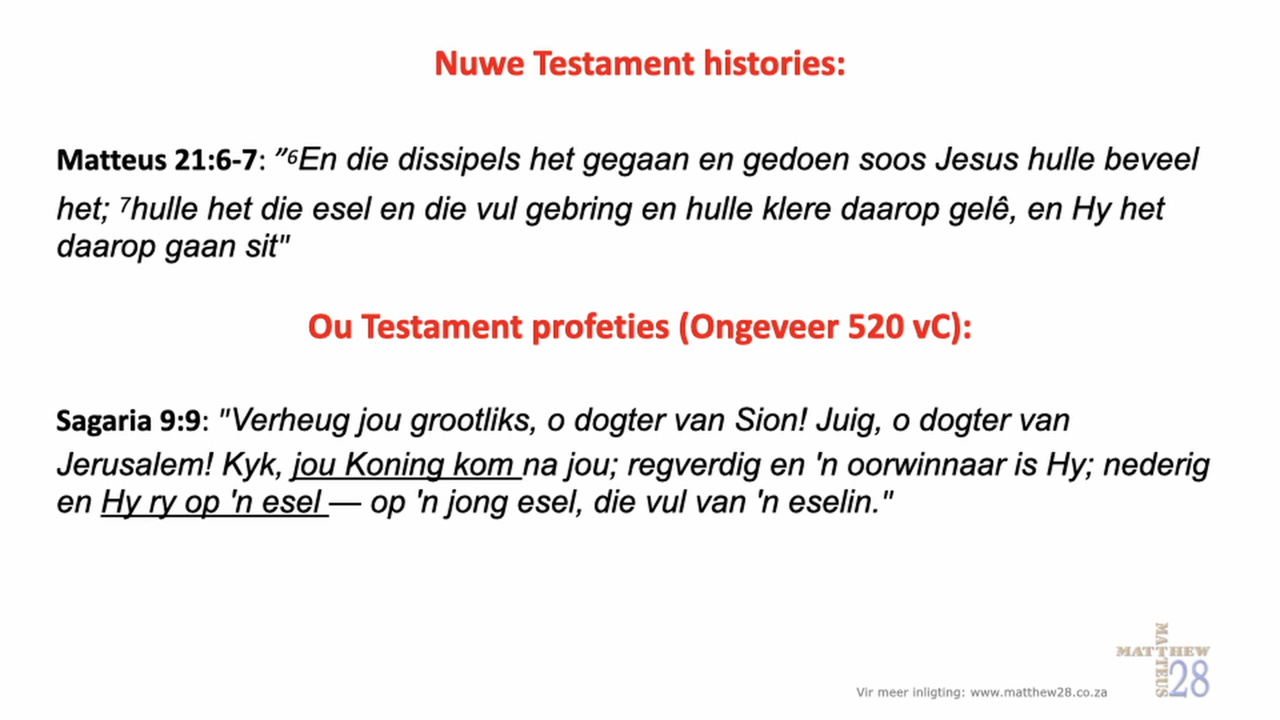 Nuwe Testament histories:
Matteus 21:6-7: "⁶En die dissipels het gegaan en gedoen soos Jesus hulle beveel
het; ⁷hulle het die esel en die vul gebring en hulle klere daarop gelê, en Hy het
daarop gaan sit"
Ou Testament profeties (Ongeveer 520 vC):
Sagaria 9:9: "Verheug jou grootliks, o dogter van Sion! Juig, o dogter van
Jerusalem! Kyk, jou Koning kom na jou; regverdig en 'n oorwinnaar is Hy; nederig
en Hy ry op 'n esel — op 'n jong esel, die vul van 'n eselin."
Vir meer inligting: www.matthew28.co.za
MATTHEW
MATTEUS
28